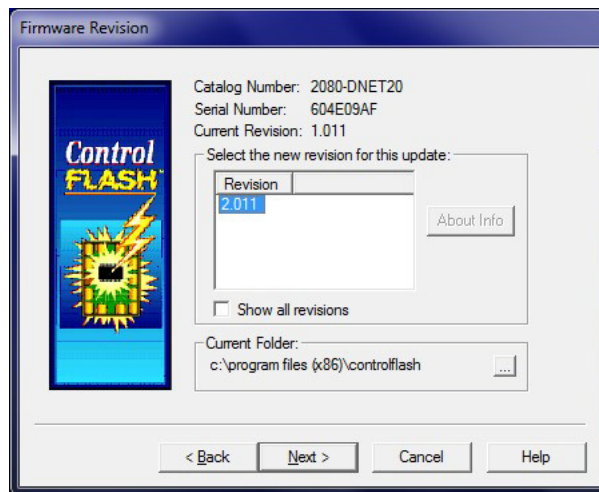 Firmware Revision
Control
FLASH
Catalog Number: 2080-DNET20
Serial Number: 604E09AF
Current Revision: 1.011
Select the new revision for this update:
Revision
2.011
About Info
Show all revisions
Current Folder:
c:\program files (x86)\controlflash
...
< Back
Next >
Cancel
Help